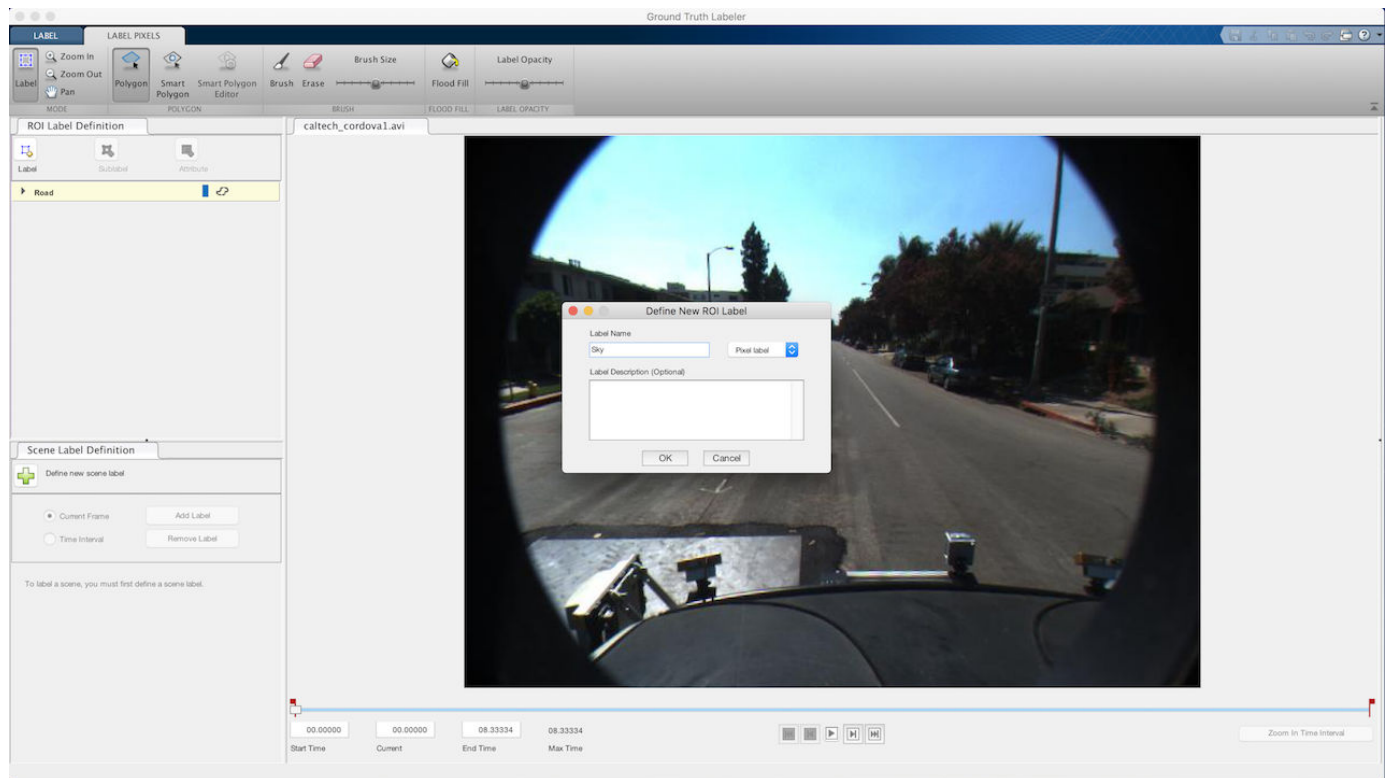 Ground Truth Labeler
LABEL
LABEL PIXELS
Label
Zoom In
Zoom Out
Pan
Polygon
Smart Polygon
Smart Polygon Editor
Brush
Erase
Brush Size
Flood Fill
Label Opacity
MODE
POLYGON
BRUSH
FLOOD FILL
LABEL OPACITY
ROI Label Definition
Label
Sublabel
Attribute
Road
caltech_cordova1.avi
Define New ROI Label
Label Name
Sky
Pixel label
Label Description (Optional)
OK
Cancel
Scene Label Definition
Define new scene label
Current Frame
Add Label
Time Interval
Remove Label
To label a scene, you must first define a scene label.
00.00000
00.00000
08.33334
08.33334
Start Time
Current
End Time
Max Time
Zoom In Time Interval